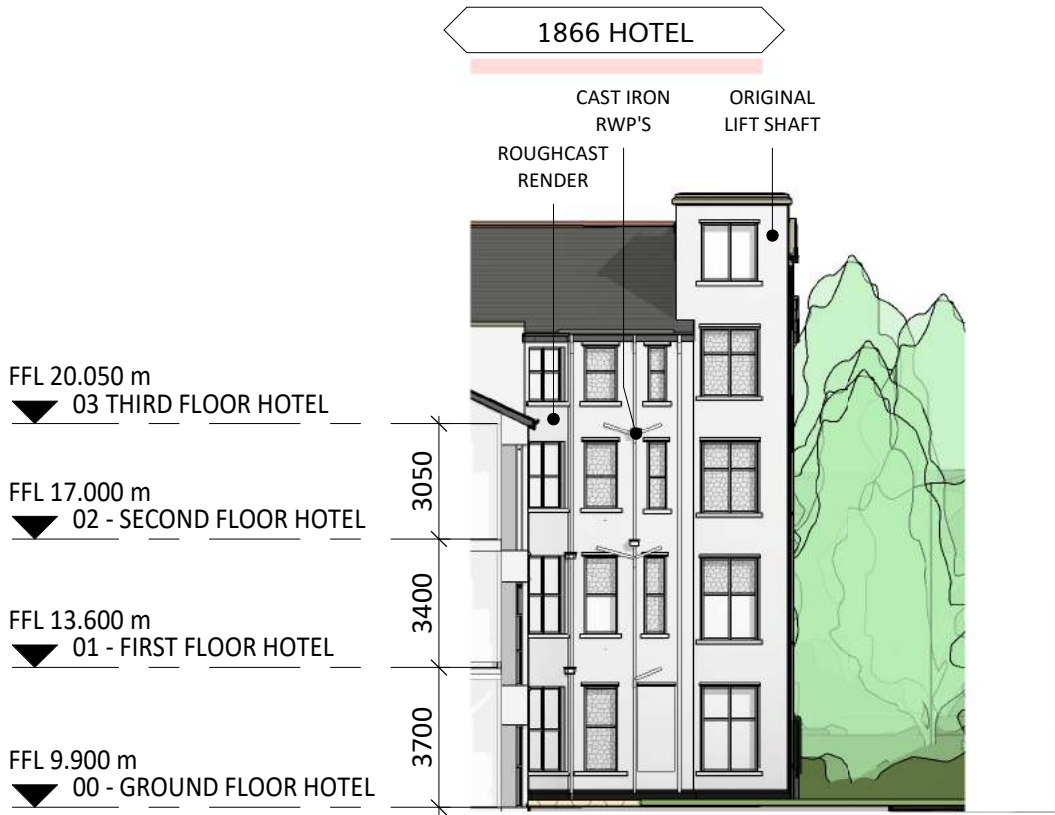 1866 HOTEL
CAST IRON
RWP'S
ORIGINAL
LIFT SHAFT
ROUGHCAST
RENDER
FFL 20.050 m
03 THIRD FLOOR HOTEL
3050
FFL 17.000 m
02 - SECOND FLOOR HOTEL
3400
FFL 13.600 m
01 - FIRST FLOOR HOTEL
3700
FFL 9.900 m
00 - GROUND FLOOR HOTEL